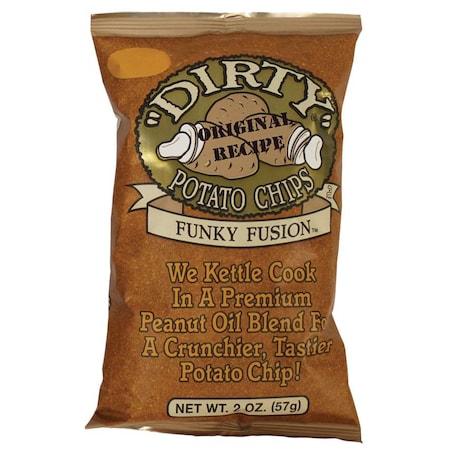 "DIRTY"
ORIGINAL
RECIPE
POTATO CHIPS
FUNKY FUSION™
We Kettle Cook
In A Premium
Peanut Oil Blend For
A Crunchier, Tastier
Potato Chip!
NET WT. 2 OZ. (57g)